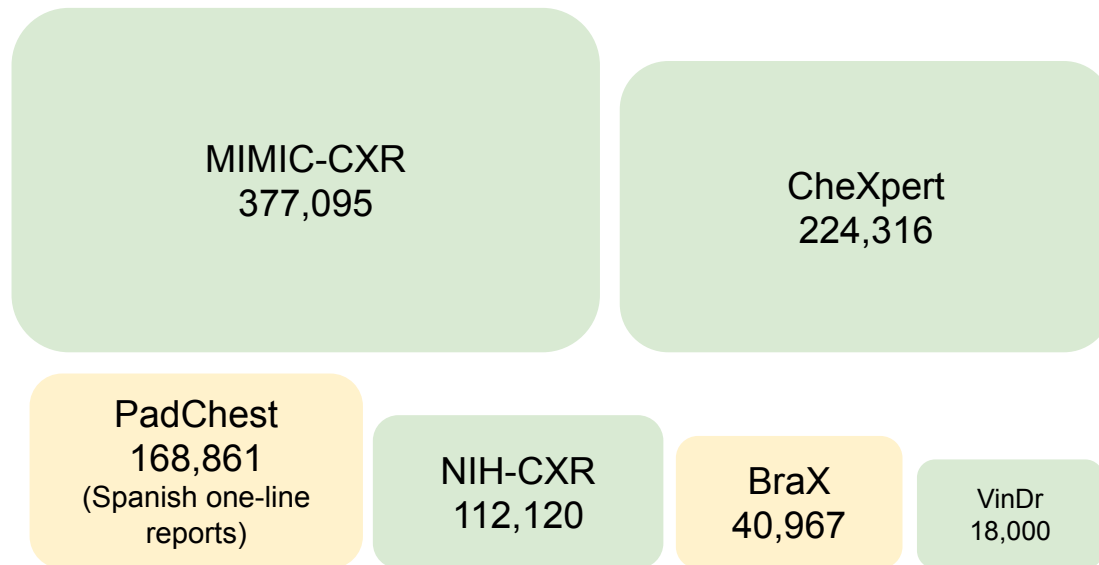 MIMIC-CXR
377,095
CheXpert
224,316
PadChest
168,861
(Spanish one-line
reports)
NIH-CXR
112,120
BraX
40,967
VinDr
18,000